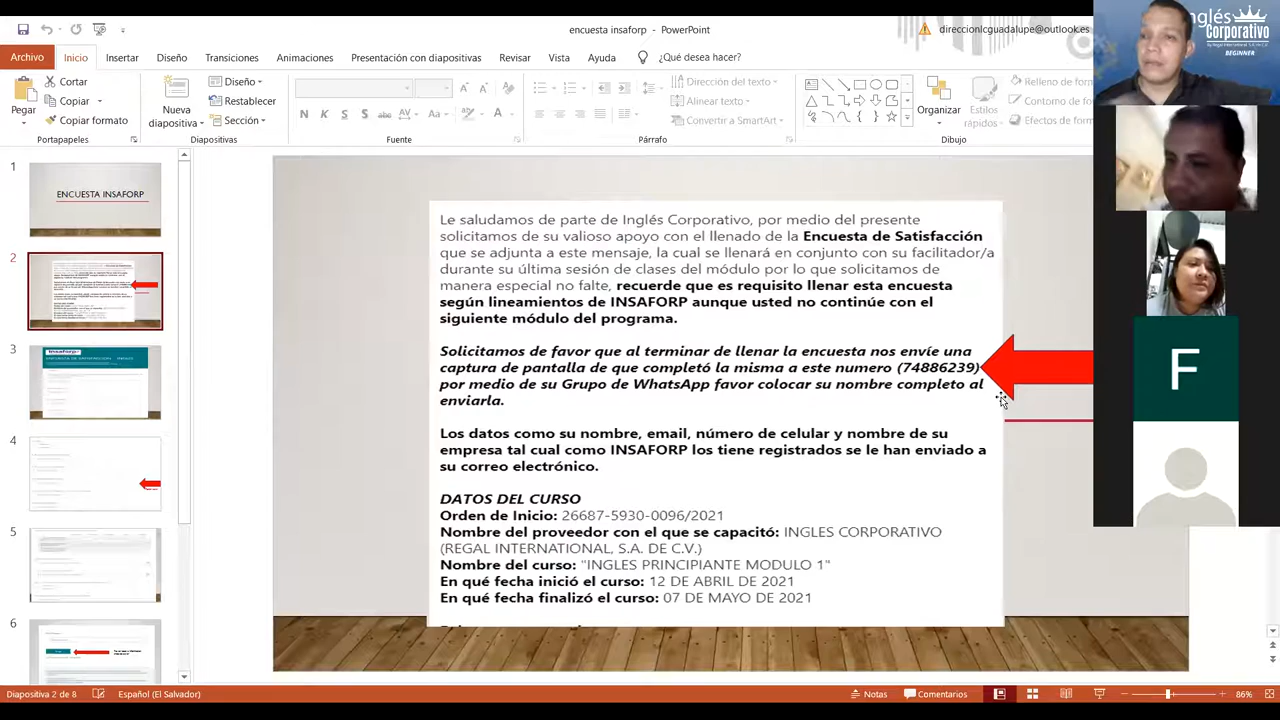 encuesta insaforp - PowerPoint
direccionlcguadalupe@outlook.es
Inglés
Corporativo
By Regal International S.A. de C.V.
BEGINNER
Archivo
Inicio
Insertar
Diseño
Transiciones
Animaciones
Presentación con diapositivas
Revisar
Vista
Ayuda
¿Qué desea hacer?
Pegar
Cortar
Copiar
Copiar formato
Portapapeles
Nueva
diapositiva
Diseño
Restablecer
Sección
Diapositivas
N K S S
Aa
A
Fuente
Dirección del texto
Alinear texto
Convertir a SmartArt
Párrafo
Organizar
Estilos
rápidos
Relleno de forma
Contorno de forma
Efectos de forma
Dibujo
1
ENCUESTA INSAFORP
2
3
insaforp
4
5
6
Le saludamos de parte de Inglés Corporativo, por medio del presente
solicitamos de su valioso apoyo con el llenado de la Encuesta de Satisfacción
que se adjunta a este mensaje, la cual se llenará en conjunto con su facilitador/a
durante la última sesión de clases del módulo, por lo que solicitamos de
manera especial no falte, recuerde que es requisito llenar esta encuesta
según lineamientos de INSAFORP aunque usted no continúe con el
siguiente módulo del programa.
Solicitamos de favor que al terminar de llenarla encuesta nos envíe una
captura de pantalla de que completó la misma a este numero (74886239)
por medio de su Grupo de WhatsApp favor colocar su nombre completo al
enviarla.
Los datos como su nombre, email, número de celular y nombre de su
empresa tal cual como INSAFORP los tiene registrados se le han enviado a
su correo electrónico.
DATOS DEL CURSO
Orden de Inicio: 26687-5930-0096/2021
Nombre del proveedor con el que se capacitó: INGLES CORPORATIVO
(REGAL INTERNATIONAL, S.A. DE C.V.)
Nombre del curso: "INGLES PRINCIPIANTE MODULO 1"
En qué fecha inició el curso: 12 DE ABRIL DE 2021
En qué fecha finalizó el curso: 07 DE MAYO DE 2021
F
Diapositiva 2 de 8
Español (El Salvador)
Notas
Comentarios
86%